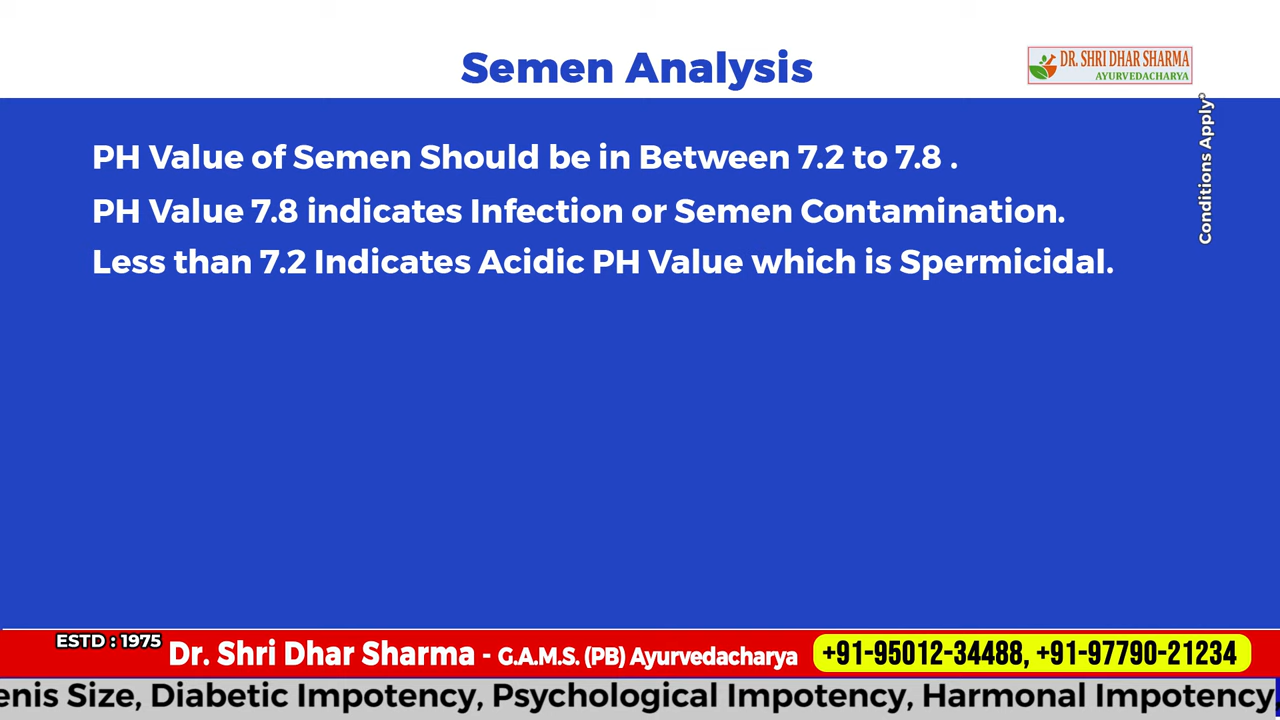 Semen Analysis
DR. SHRI DHAR SHARMA
AYURVEDACHARYA
Conditions Apply°
PH Value of Semen Should be in Between 7.2 to 7.8 .
PH Value 7.8 indicates Infection or Semen Contamination.
Less than 7.2 Indicates Acidic PH Value which is Spermicidal.
ESTD : 1975
Dr. Shri Dhar Sharma - G.A.M.S. (PB) Ayurvedacharya
+91-95012-34488, +91-97790-21234
enis Size, Diabetic Impotency, Psychological Impotency, Harmonal Impotency,